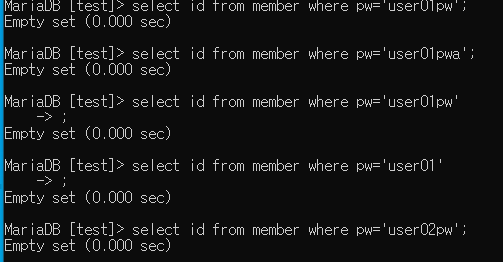 MariaDB [test]> select id from member where pw='user01pw';
Empty set (0.000 sec)
MariaDB [test]> select id from member where pw='user01pwa';
Empty set (0.000 sec)
MariaDB [test]> select id from member where pw='user01pw'
-> ;
Empty set (0.000 sec)
MariaDB [test]> select id from member where pw='user01'
-> ;
Empty set (0.000 sec)
MariaDB [test]> select id from member where pw='user02pw';
Empty set (0.000 sec)